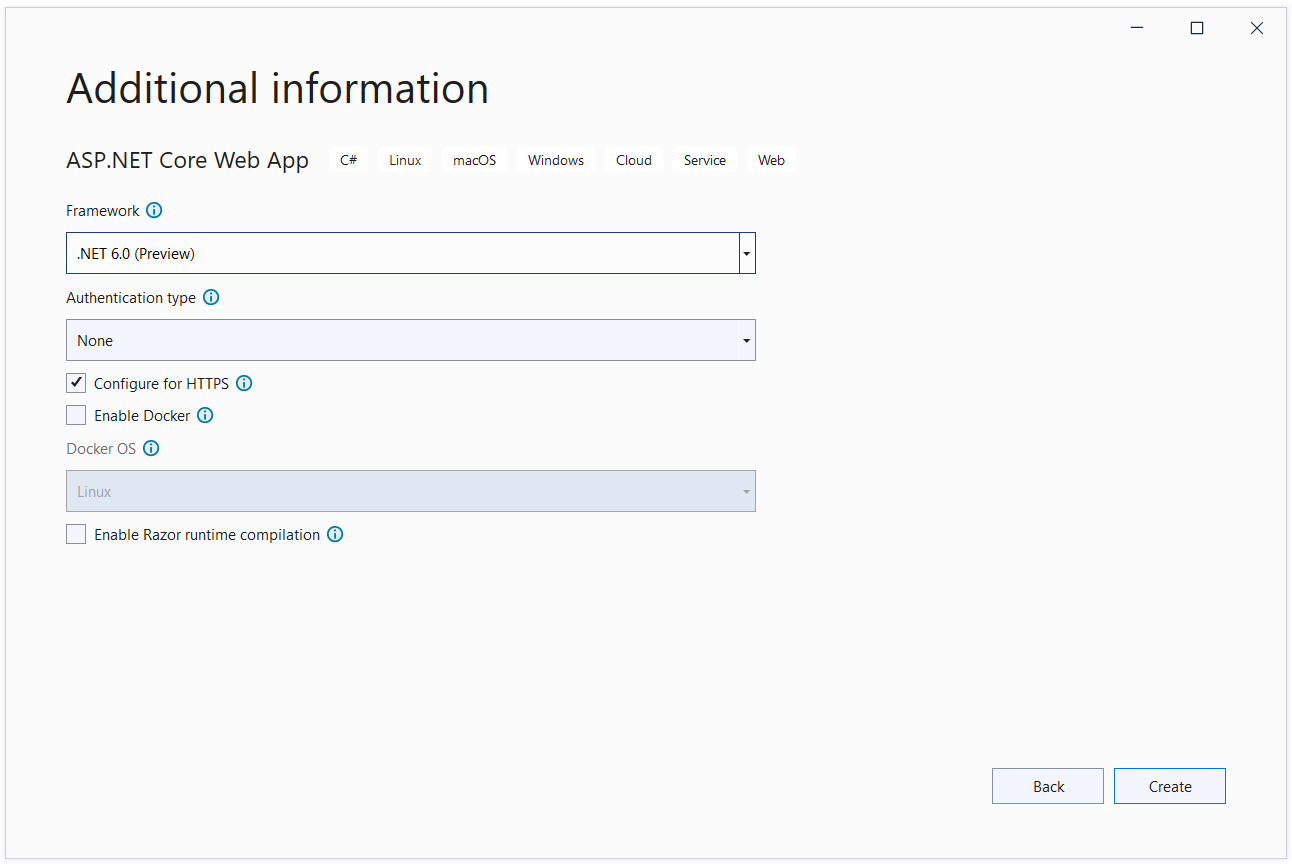 Additional information
ASP.NET Core Web App C# Linux macOS Windows Cloud Service Web
Framework
.NET 6.0 (Preview)
Authentication type
None
Configure for HTTPS
Enable Docker
Docker OS
Linux
Enable Razor runtime compilation
Back Create